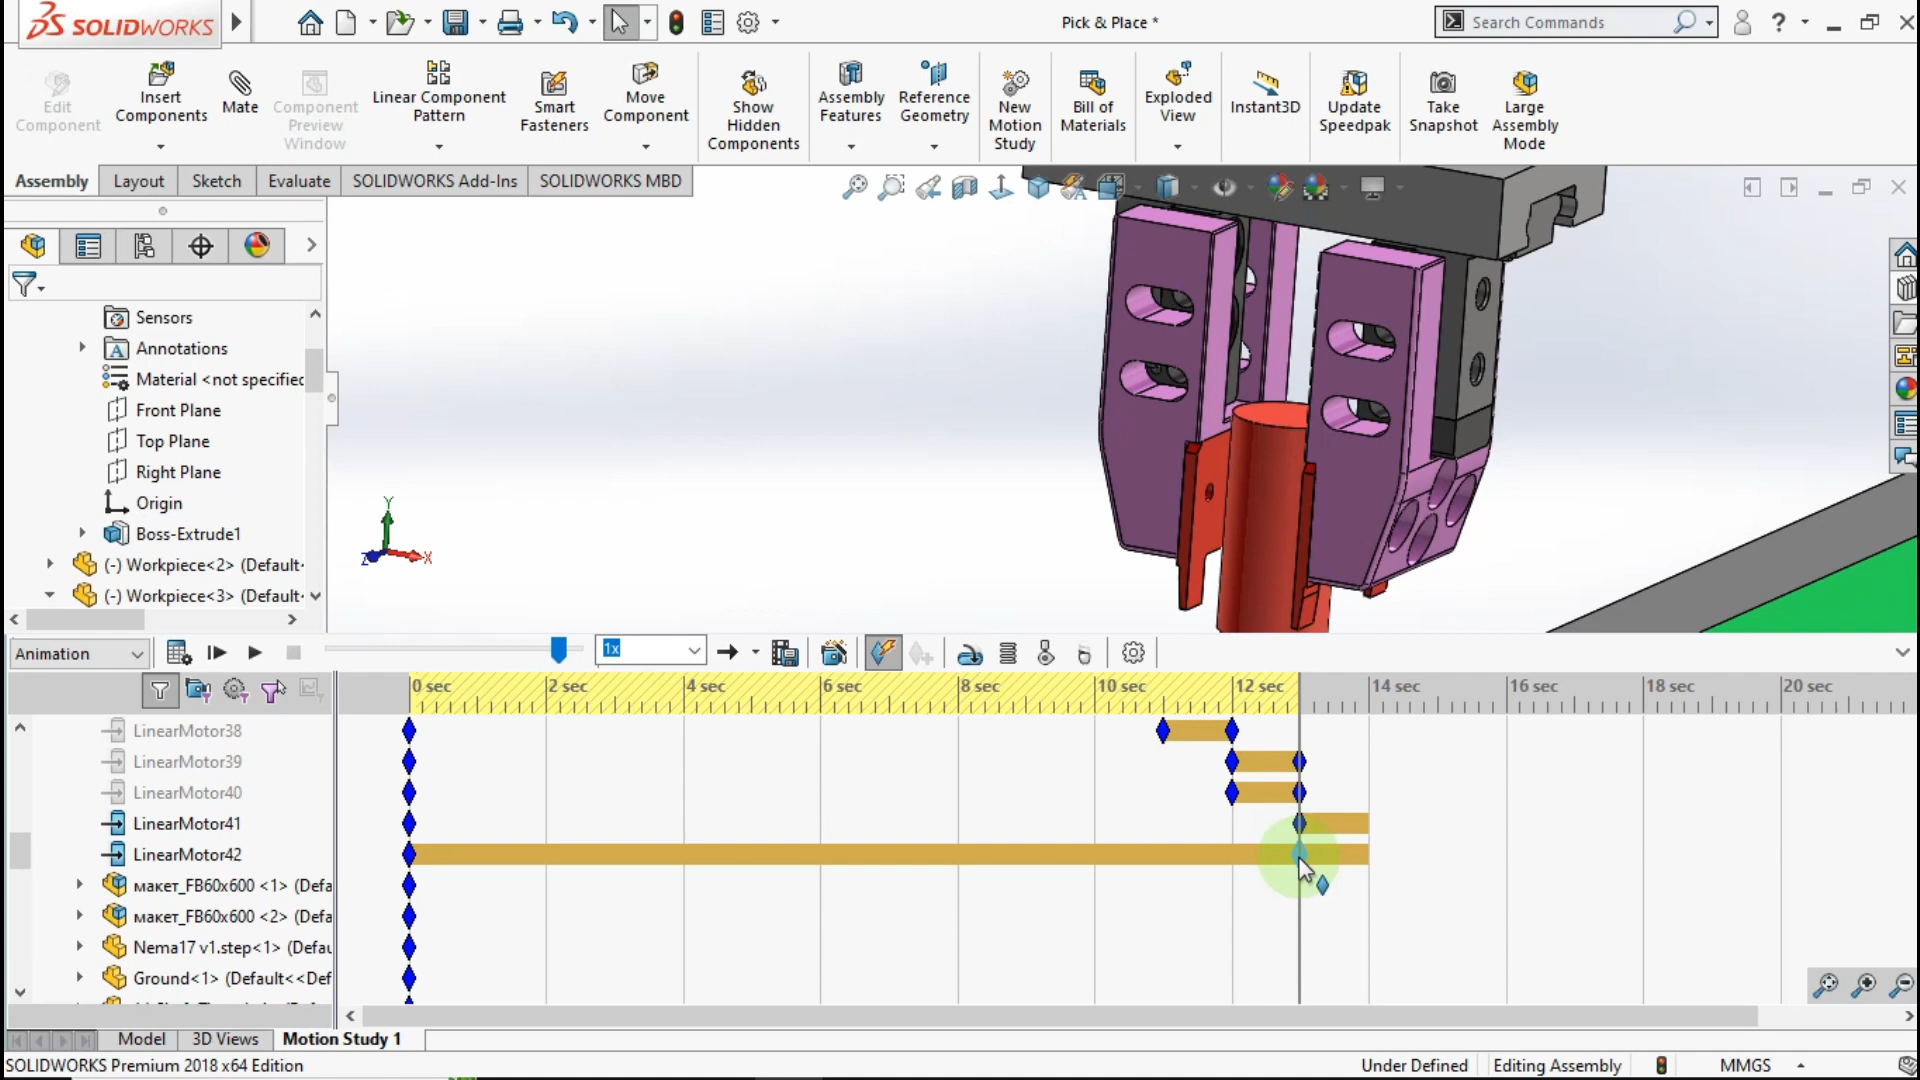 SOLIDWORKS
Pick & Place *
Search Commands
Edit Component
Insert Components
Mate
Component Preview Window
Linear Component Pattern
Smart Fasteners
Move Component
Show Hidden Components
Assembly Features
Reference Geometry
New Motion Study
Bill of Materials
Exploded View
Instant3D
Update Speedpak
Take Snapshot
Large Assembly Mode
Assembly
Layout
Sketch
Evaluate
SOLIDWORKS Add-Ins
SOLIDWORKS MBD
Sensors
Annotations
Material <not specified
Front Plane
Top Plane
Right Plane
Origin
Boss-Extrude1
(-) Workpiece<2> (Default
(-) Workpiece<3> (Default
Y
Z
X
Animation
1x
0 sec
2 sec
4 sec
6 sec
8 sec
10 sec
12 sec
14 sec
16 sec
18 sec
20 sec
LinearMotor38
LinearMotor39
LinearMotor40
LinearMotor41
LinearMotor42
макет_FB60x600 <1> (Defa
макет_FB60x600 <2> (Defa
Nema17 v1.step<1> (Defau
Ground<1> (Default<<Def
Model
3D Views
Motion Study 1
SOLIDWORKS Premium 2018 x64 Edition
Under Defined
Editing Assembly
MMGS